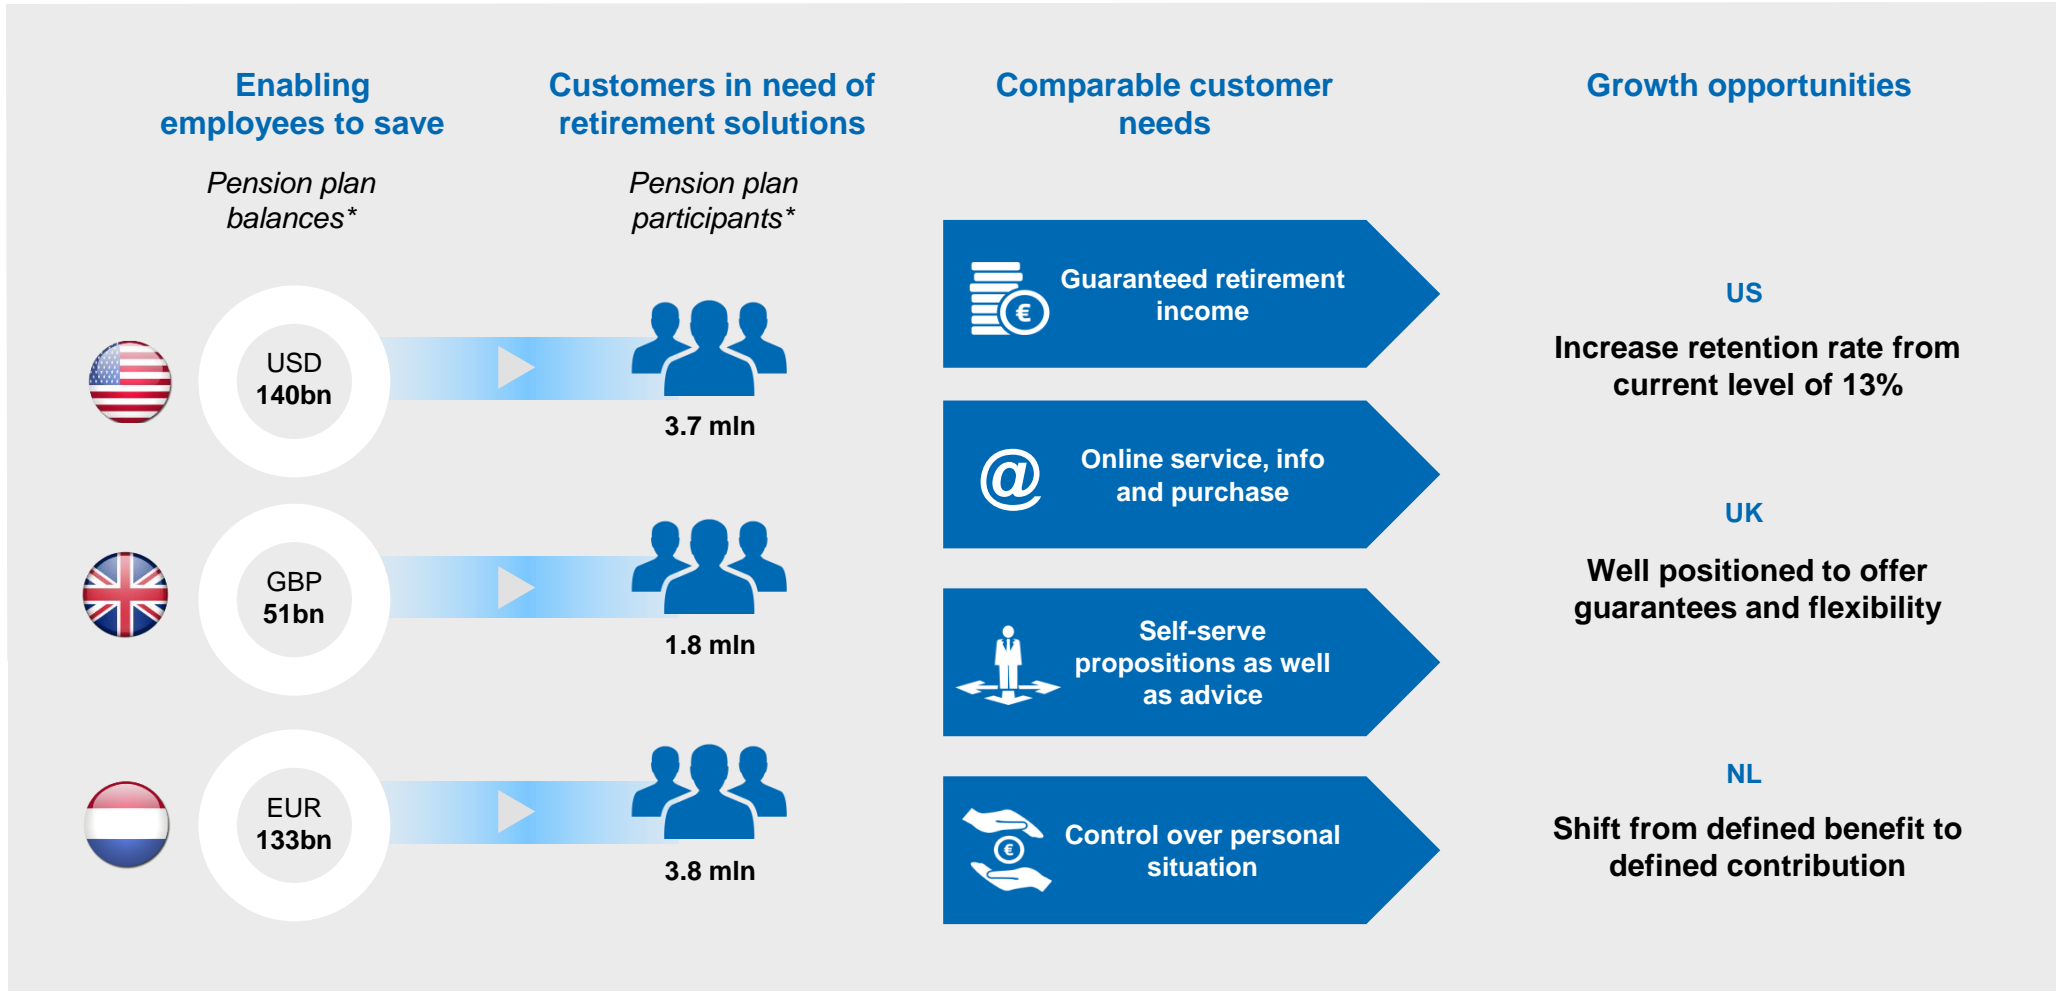 Enabling
employees to save
Customers in need of
retirement solutions
Comparable customer
needs
Growth opportunities
Pension plan
balances*
Pension plan
participants*
USD
140bn
3.7 mln
GBP
51bn
1.8 mln
EUR
133bn
3.8 mln
€
Guaranteed retirement
income
@
Online service, info
and purchase
Self-serve
propositions as well
as advice
€
Control over personal
situation
US
Increase retention rate from
current level of 13%
UK
Well positioned to offer
guarantees and flexibility
NL
Shift from defined benefit to
defined contribution